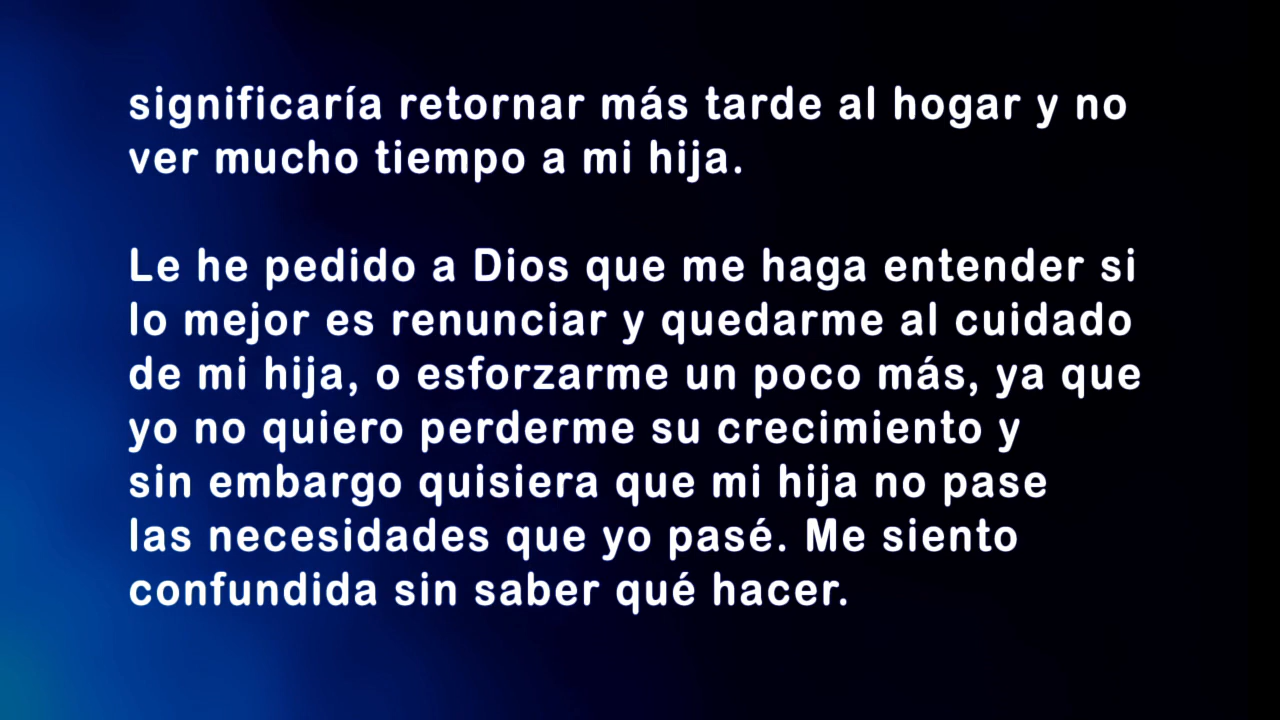 significaría retornar más tarde al hogar y no
ver mucho tiempo a mi hija.
Le he pedido a Dios que me haga entender si
lo mejor es renunciar y quedarme al cuidado
de mi hija, o esforzarme un poco más, ya que
yo no quiero perderme su crecimiento y
sin embargo quisiera que mi hija no pase
las necesidades que yo pasé. Me siento
confundida sin saber qué hacer.